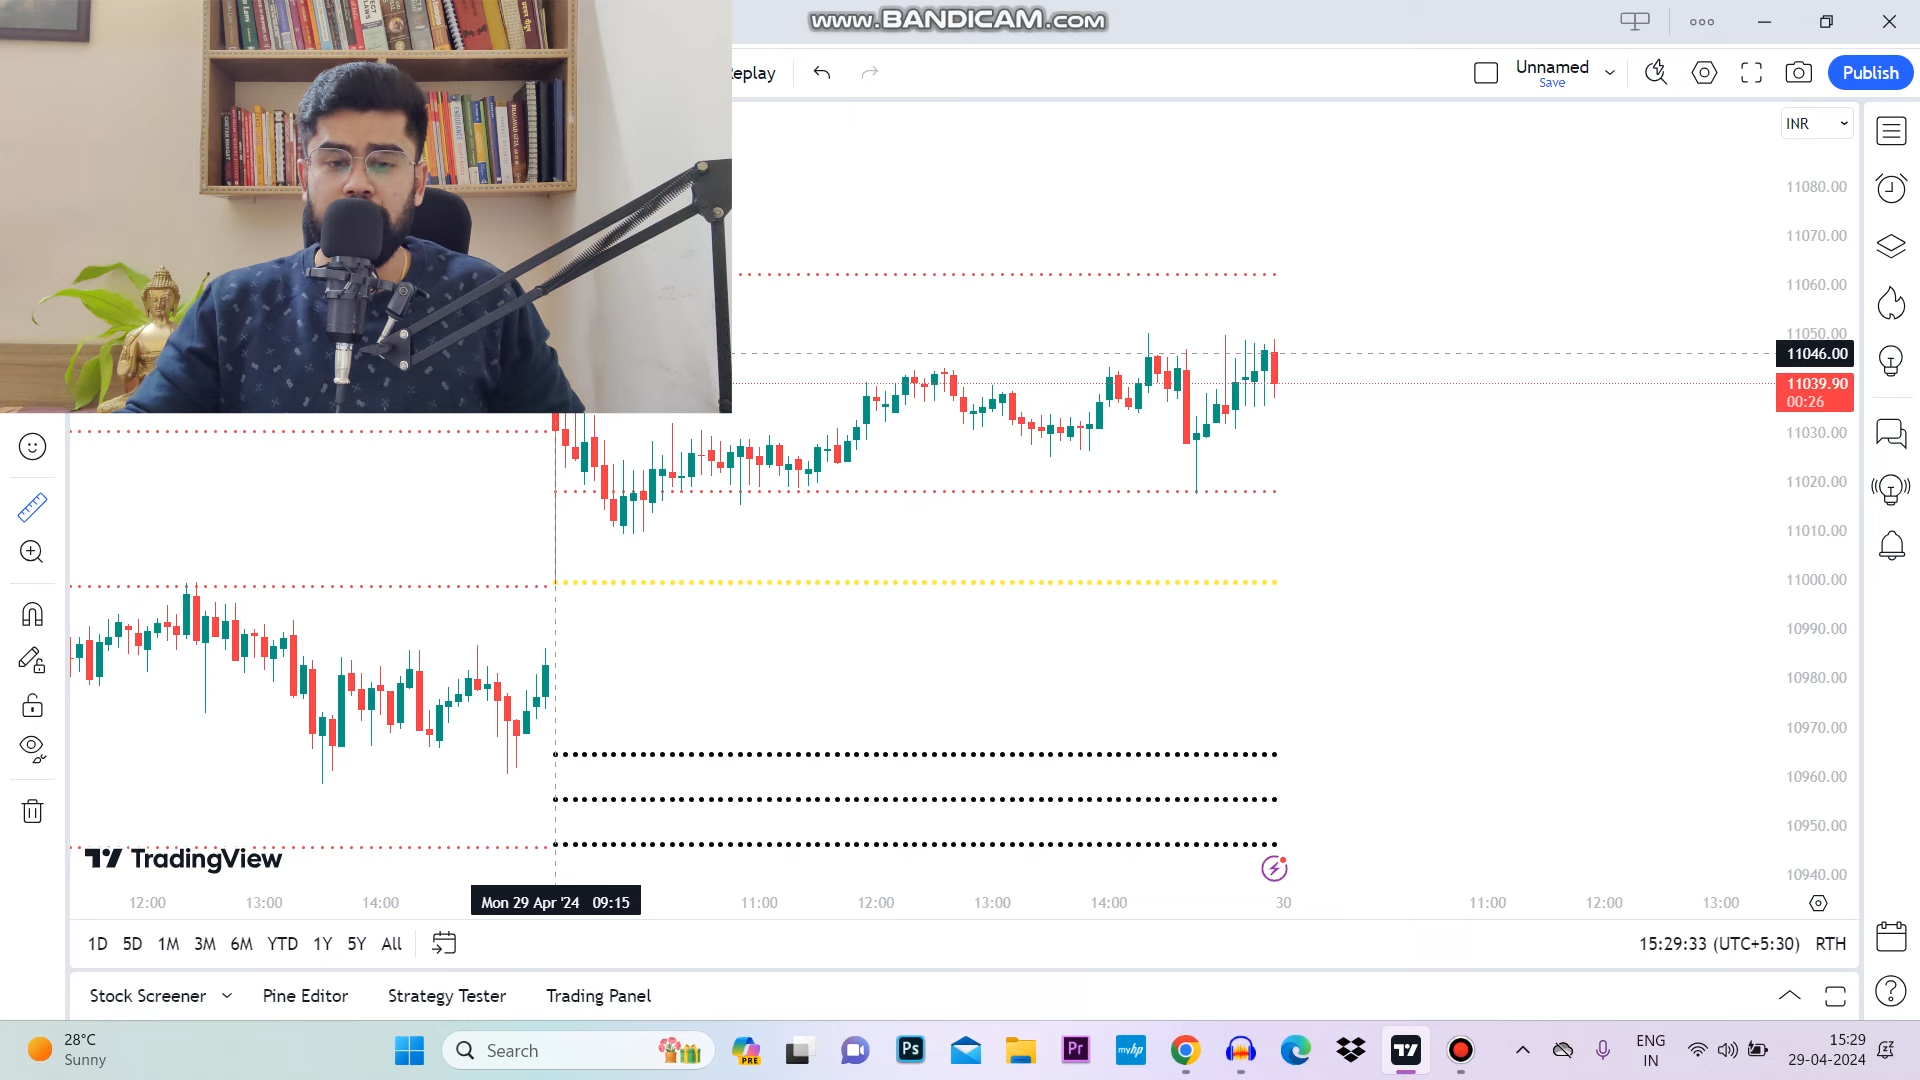 www.BANDICAM.com
Replay
Unnamed
Save
Publish
INR
11080.00
11070.00
11060.00
11050.00
11046.00
11039.90
00:26
11030.00
11020.00
11010.00
11000.00
10990.00
10980.00
10970.00
10960.00
10950.00
10940.00
TradingView
12:00 13:00 14:00 Mon 29 Apr '24 09:15 11:00 12:00 13:00 14:00 30 11:00 12:00 13:00
1D 5D 1M 3M 6M YTD 1Y 5Y All
15:29:33 (UTC+5:30) RTH
Stock Screener Pine Editor Strategy Tester Trading Panel
28°C
Sunny
Search
PRE
Ps
Pr
myhp
ENG
IN
15:29
29-04-2024